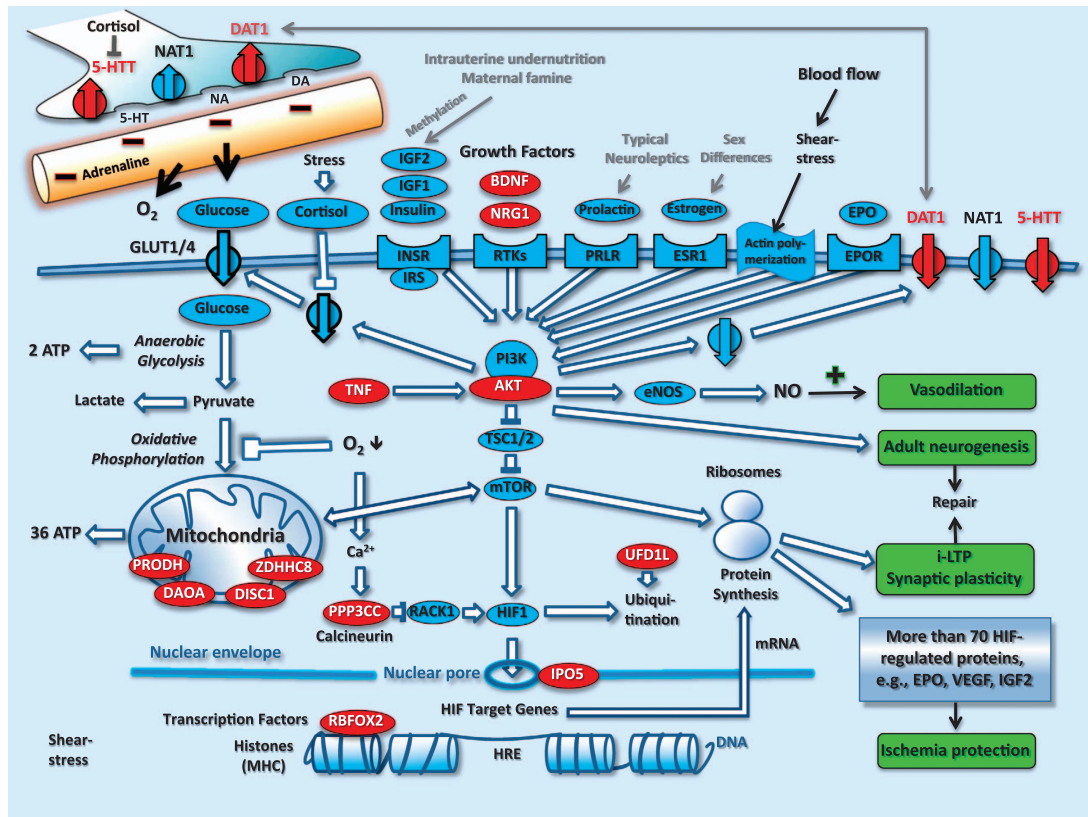 Cortisol
5-HTT
NAT1
DAT1
5-HT
NA
DA
Adrenaline
O2
Glucose
GLUT1/4
Glucose
Stress
Cortisol
Intrauterine undernutrition
Maternal famine
Methylation
IGF2
IGF1
Insulin
INSR
IRS
Growth Factors
BDNF
NRG1
RTKs
Typical
Neuroleptics
Prolactin
PRLR
Sex
Differences
Estrogen
ESR1
Blood flow
Shear-
stress
Actin poly-
merization
EPO
EPOR
DAT1
NAT1
5-HTT
2 ATP
Anaerobic
Glycolysis
Lactate
Pyruvate
Oxidative
Phosphorylation
O2
36 ATP
Mitochondria
PRODH
ZDHHC8
DAOA
DISC1
TNF
PI3K
AKT
eNOS
NO
+
Vasodilation
TSC1/2
mTOR
Adult neurogenesis
Repair
i-LTP
Synaptic plasticity
Ribosomes
Protein
Synthesis
Ca2+
PPP3CC
Calcineurin
RACK1
HIF1
UFD1L
Ubiqui-
tination
mRNA
More than 70 HIF-
regulated proteins,
e.g., EPO, VEGF, IGF2
Ischemia protection
Nuclear envelope
Nuclear pore
IPO5
HIF Target Genes
Transcription Factors
RBFOX2
Histones
(MHC)
HRE
DNA
Shear-
stress